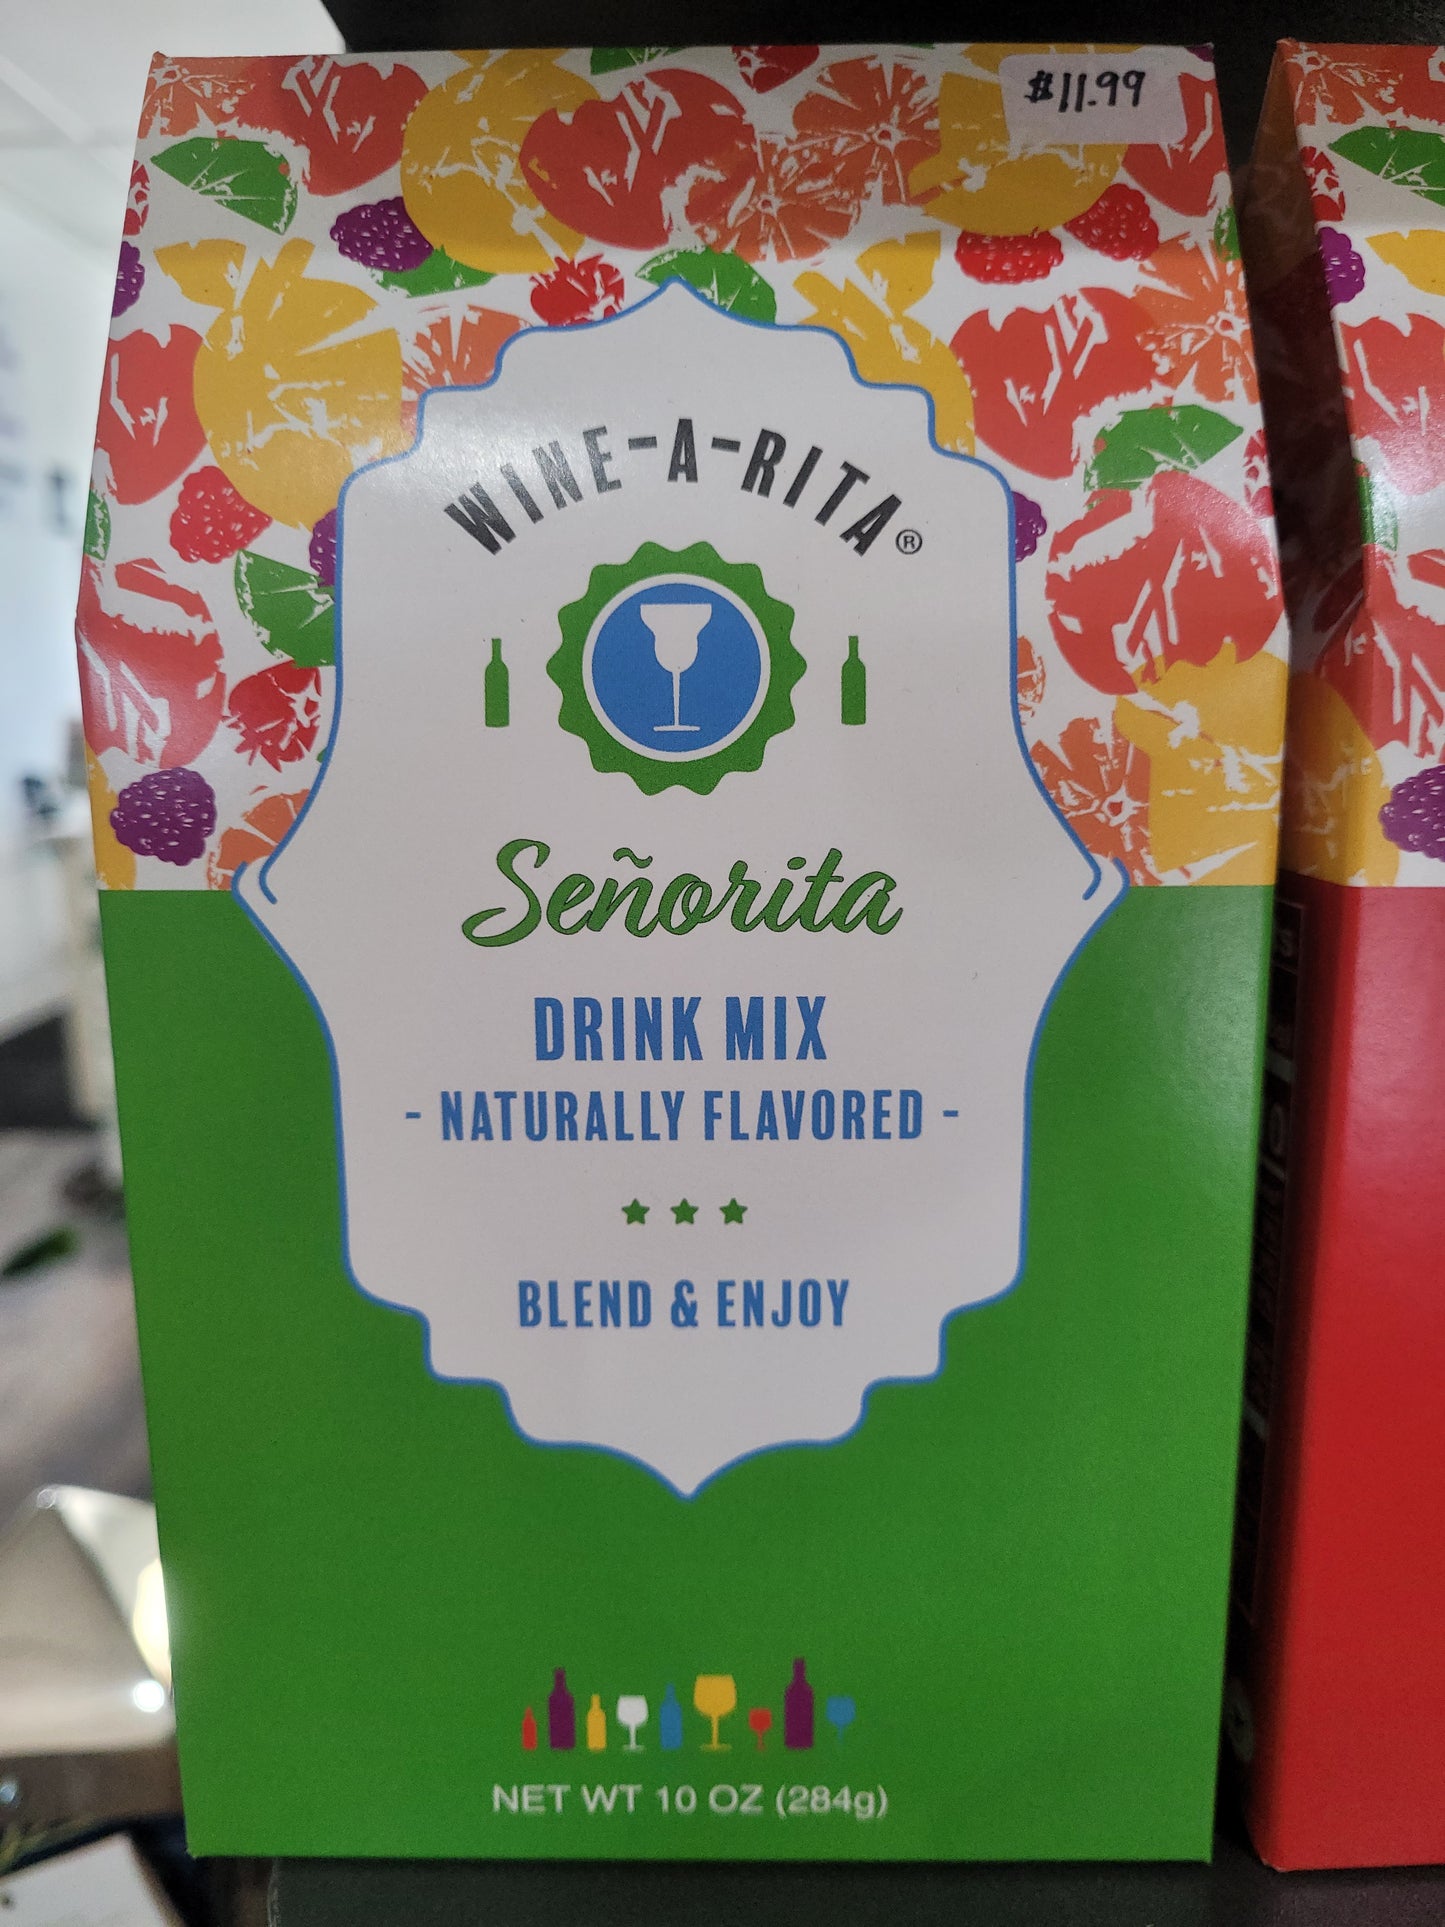 $11.99
WINE-A-RITA®
Señorita
DRINK MIX
- NATURALLY FLAVORED -
BLEND & ENJOY
NET WT 10 OZ (284g)